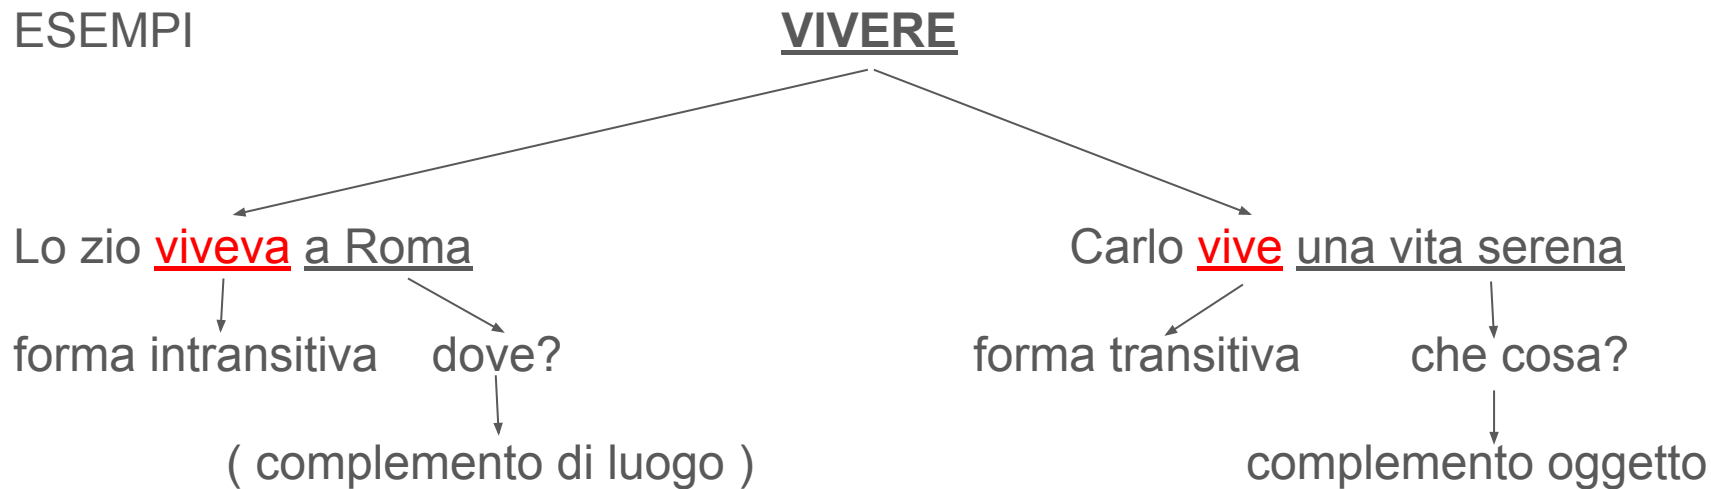 ESEMPI VIVERE
Lo zio viveva a Roma Carlo vive una vita serena
forma intransitiva dove? forma transitiva che cosa?
( complemento di luogo ) complemento oggetto